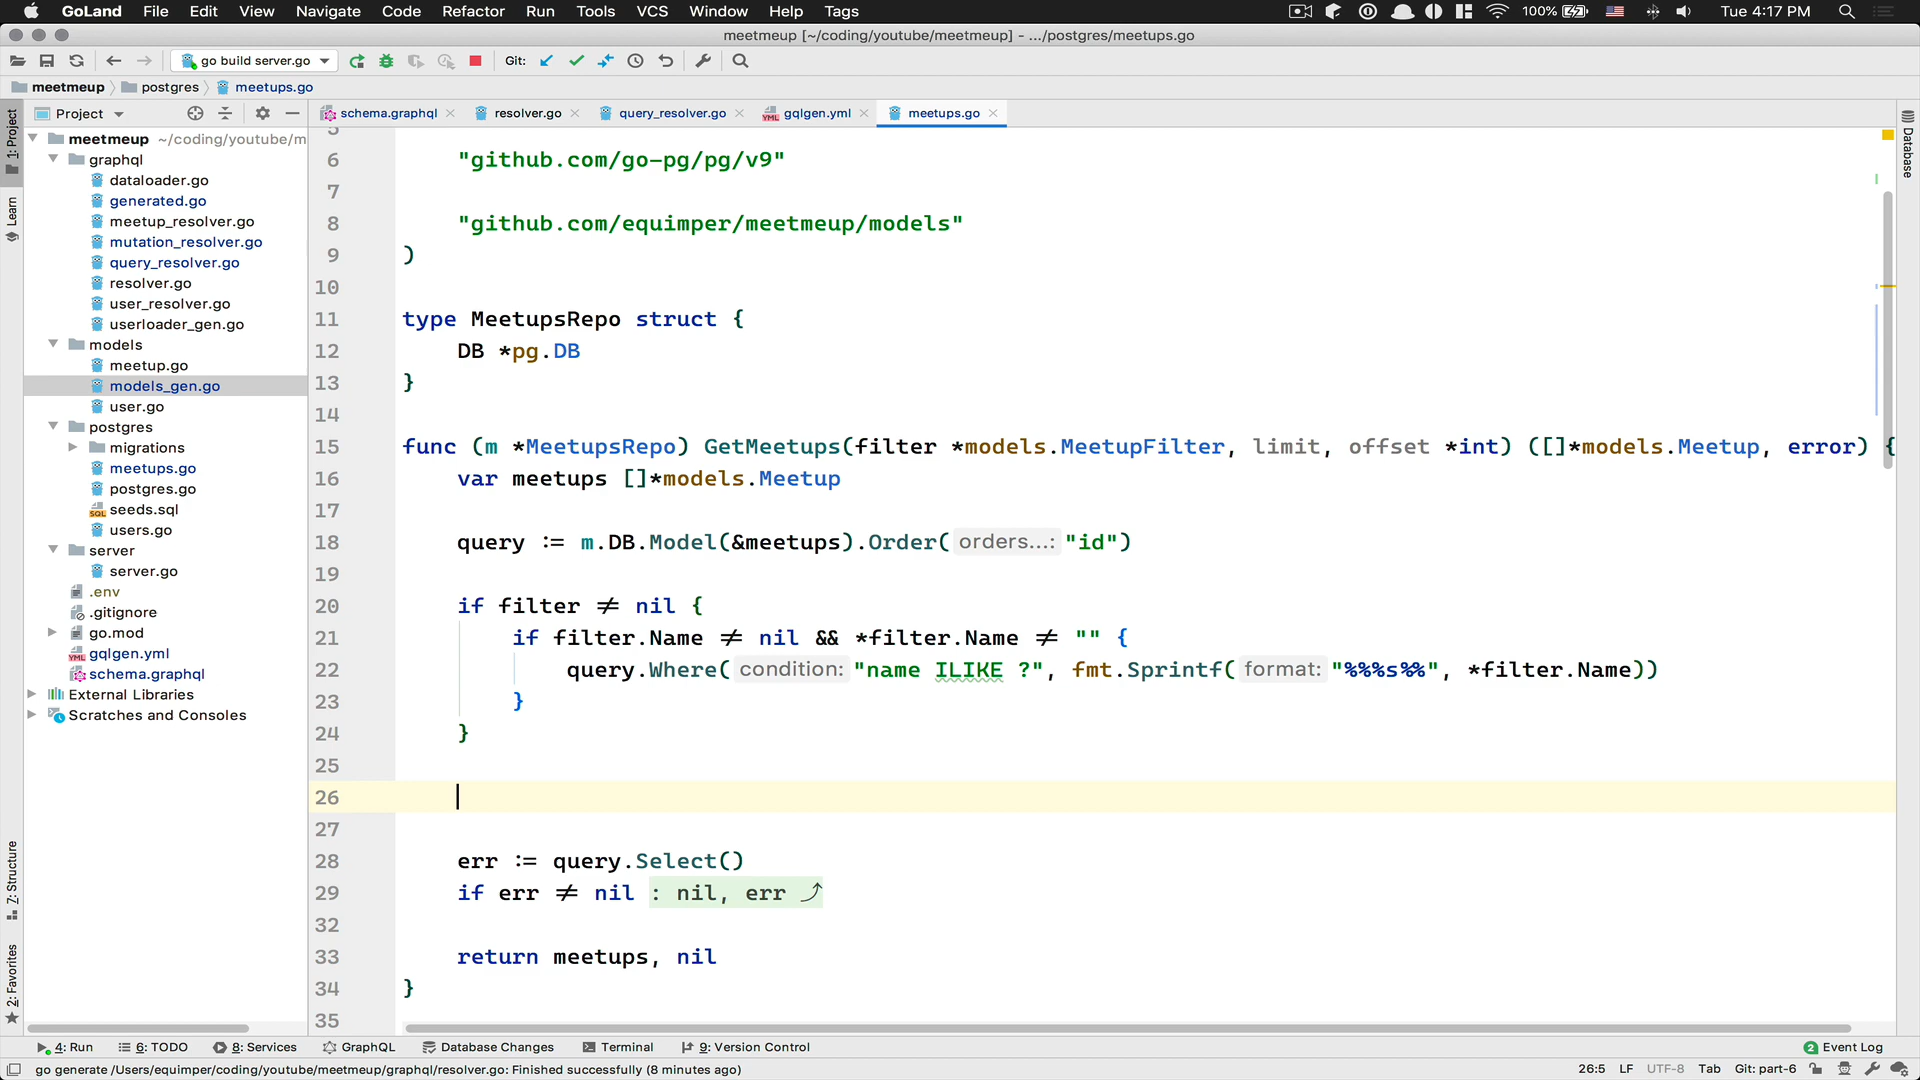 GoLand File Edit View Navigate Code Refactor Run Tools VCS Window Help Tags 100% Tue 4:17 PM
meetmeup [~/coding/youtube/meetmeup] - .../postgres/meetups.go
go build server.go Git:
meetmeup postgres meetups.go
Project
schema.graphql resolver.go query_resolver.go gqlgen.yml meetups.go
1: Project
Learn
Z: Structure
2: Favorites
Database
meetmeup ~/coding/youtube/m
graphql
dataloader.go
generated.go
meetup_resolver.go
mutation_resolver.go
query_resolver.go
resolver.go
user_resolver.go
userloader_gen.go
models
meetup.go
models_gen.go
user.go
postgres
migrations
meetups.go
postgres.go
seeds.sql
users.go
server
server.go
.env
.gitignore
go.mod
gqlgen.yml
schema.graphql
External Libraries
Scratches and Consoles
5
6 "github.com/go-pg/pg/v9"
7
8 "github.com/equimper/meetmeup/models"
9 )
10
11 type MeetupsRepo struct {
12 DB *pg.DB
13 }
14
15 func (m *MeetupsRepo) GetMeetups(filter *models.MeetupFilter, limit, offset *int) ([]*models.Meetup, error) {
16 var meetups []*models.Meetup
17
18 query := m.DB.Model(&meetups).Order( orders...: "id")
19
20 if filter ≠ nil {
21 if filter.Name ≠ nil && *filter.Name ≠ "" {
22 query.Where( condition: "name ILIKE ?", fmt.Sprintf( format: "%%%s%%", *filter.Name))
23 }
24 }
25
26
27
28 err := query.Select()
29 if err ≠ nil : nil, err
32
33 return meetups, nil
34 }
35
4: Run 6: TODO 8: Services GraphQL Database Changes Terminal 9: Version Control 2 Event Log
go generate /Users/equimper/coding/youtube/meetmeup/graphql/resolver.go: Finished successfully (8 minutes ago) 26:5 LF UTF-8 Tab Git: part-6